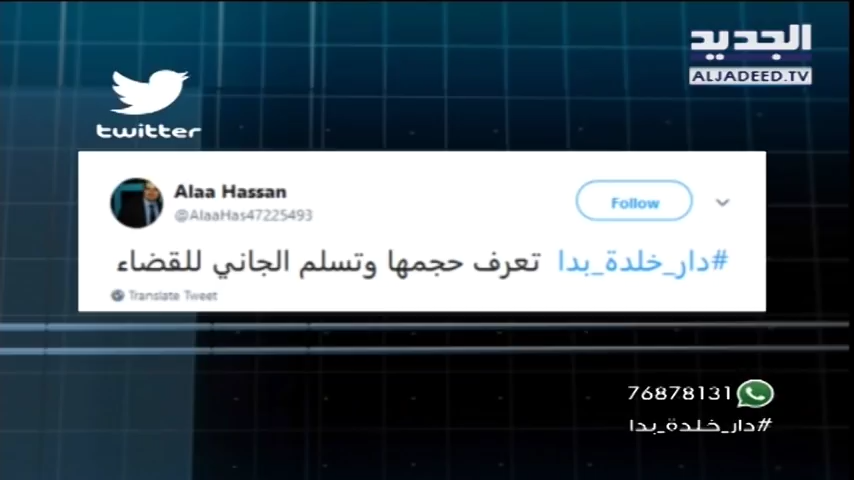 الجديد
ALJADEED.TV
twitter
Alaa Hassan
@AlaaHas47225493
Follow
#دار_خلدة_بدا تعرف حجمها وتسلم الجاني للقضاء
Translate Tweet
76878131
#دار_خلدة_بدا